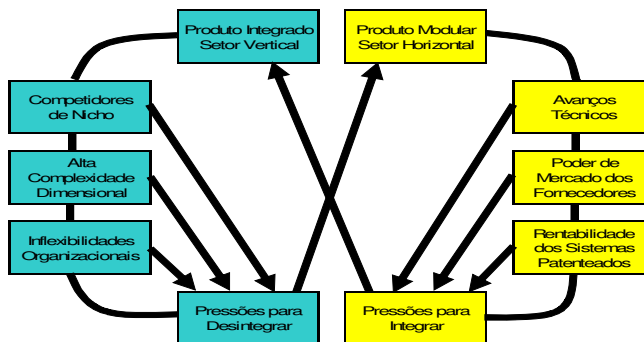 Produto Integrado
Setor Vertical
Produto Modular
Setor Horizontal
Competidores
de Nicho
Avanços
Técnicos
Alta
Complexidade
Dimensional
Poder de
Mercado dos
Fornecedores
Inflexibilidades
Organizacionais
Rentabilidade
dos Sistemas
Patenteados
Pressões para
Desintegrar
Pressões para
Integrar